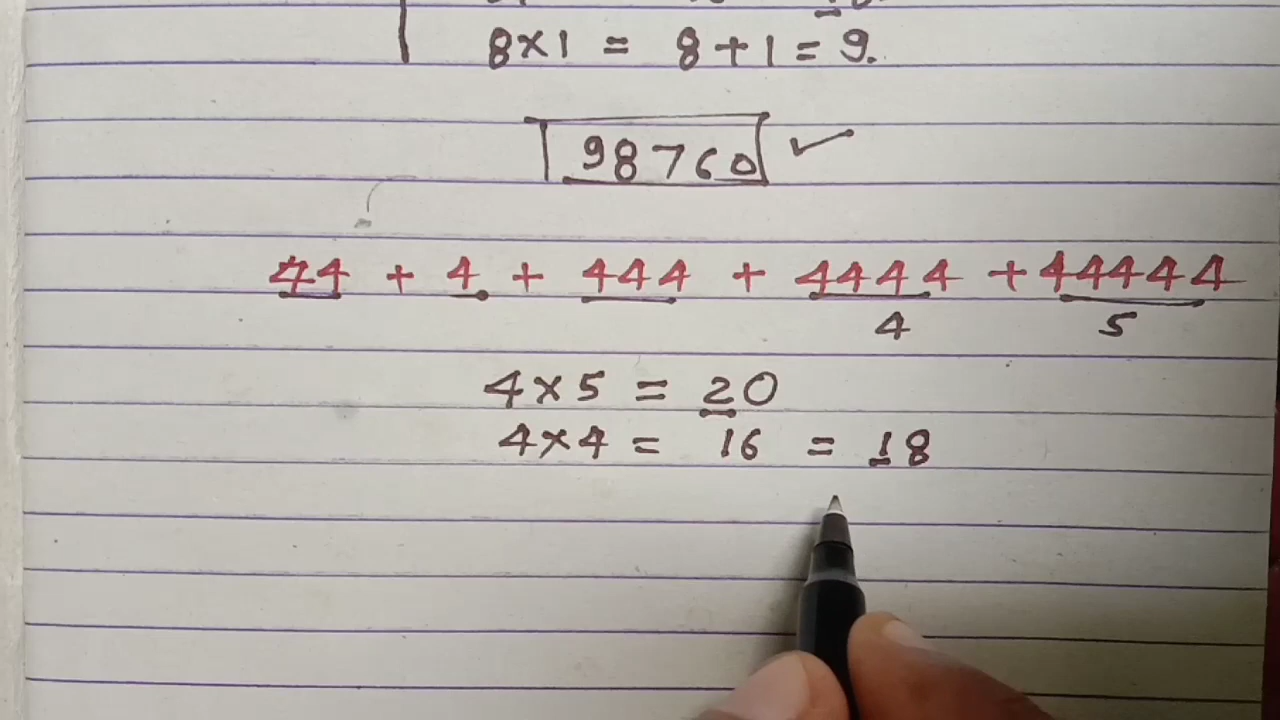 8×1 = 8+1=9.
98760 ✓
44 + 4 + 444 + 4444 + 44444
4 5
4×5 = 20
4×4 = 16 = 18